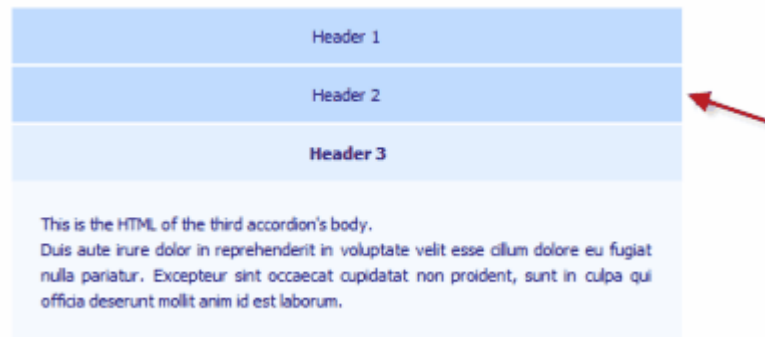 Header 1
Header 2
Header 3
This is the HTML of the third accordion's body.
Duis aute irure dolor in reprehenderit in voluptate velit esse cillum dolore eu fugiat
nulla pariatur. Excepteur sint occaecat cupidatat non proident, sunt in culpa qui
officia deserunt mollit anim id est laborum.